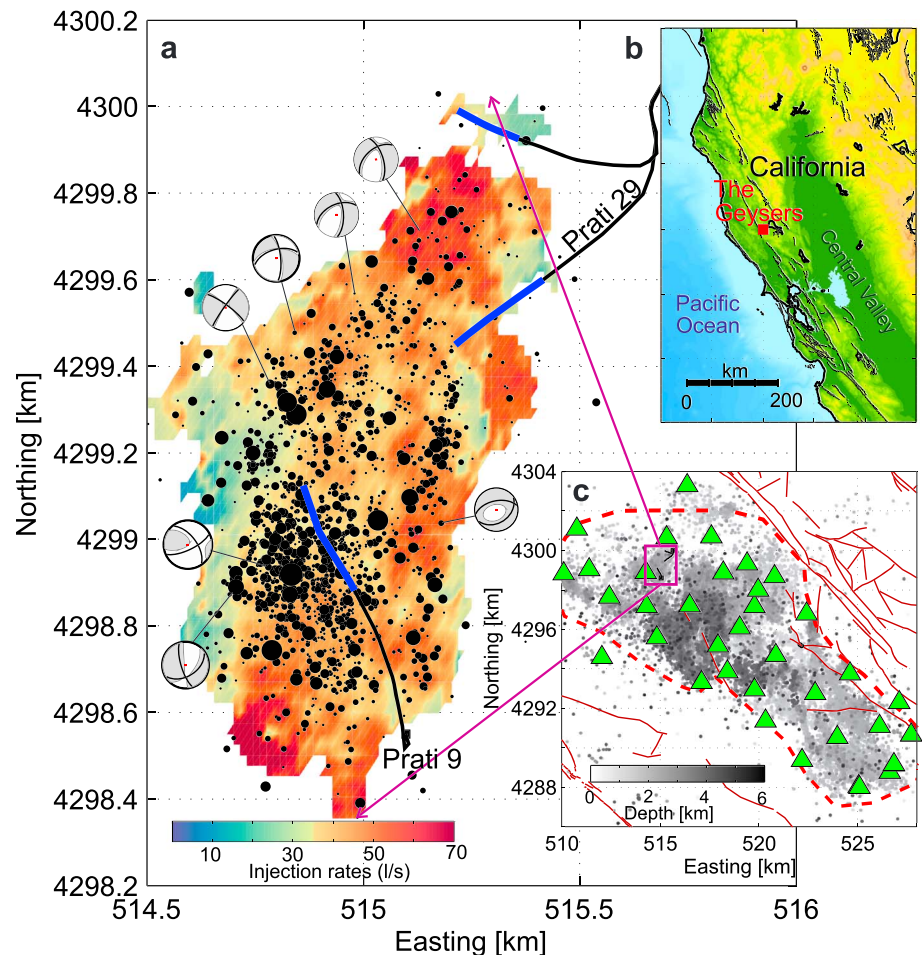 a
4300.2
4300
4299.8
4299.6
4299.4
4299.2
4299
4298.8
4298.6
4298.4
4298.2
Northing [km]
514.5
515
515.5
516
Easting [km]
Prati 29
Prati 9
10
30
50
70
Injection rates (l/s)
b
California
The
Geysers
Central Valley
Pacific
Ocean
km
0
200
c
4304
4300
4296
4292
4288
Northing [km]
0
2
4
6
Depth [km]
510
515
520
525
Easting [km]